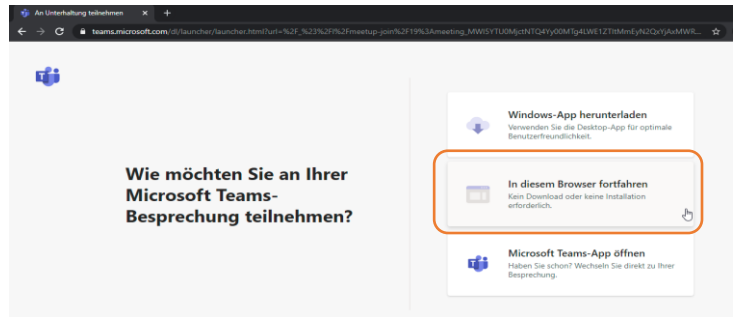 An Unterhaltung teilnehmen
teams.microsoft.com/dl/launcher/launcher.html?url=%2F_%23%2Fl%2Fmeetup-join%2F19%3Ameeting_
Windows-App herunterladen
Verwenden Sie die Desktop-App für optimale
Benutzerfreundlichkeit.
Wie möchten Sie an Ihrer
Microsoft Teams-
Besprechung teilnehmen?
In diesem Browser fortfahren
Kein Download oder keine Installation
erforderlich.
Microsoft Teams-App öffnen
Haben Sie schon? Wechseln Sie direkt zu Ihrer
Besprechung.